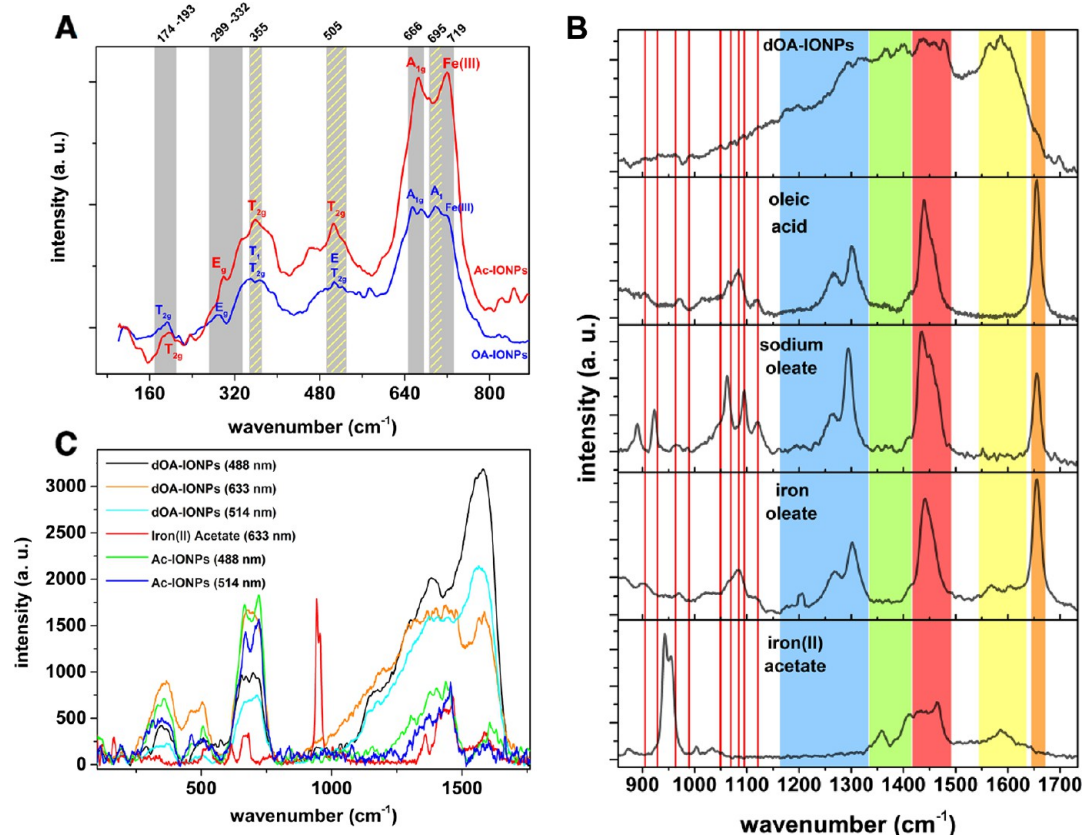 A
174 -193
299 -332
355
505
666
695
719
A1g
Fe(III)
T2g
T2g
A1g
A1
Fe(III)
Eg
T1
T2g
E
T2g
T2g
Eg
T2g
Ac-IONPs
OA-IONPs
intensity (a. u.)
160
320
480
640
800
wavenumber (cm-1)
B
dOA-IONPs
oleic
acid
sodium
oleate
iron
oleate
iron(II)
acetate
intensity (a. u.)
900
1000
1100
1200
1300
1400
1500
1600
1700
wavenumber (cm-1)
C
dOA-IONPs (488 nm)
dOA-IONPs (633 nm)
dOA-IONPs (514 nm)
Iron(II) Acetate (633 nm)
Ac-IONPs (488 nm)
Ac-IONPs (514 nm)
3000
2500
2000
1500
1000
500
0
intensity (a. u.)
500
1000
1500
wavenumber (cm-1)